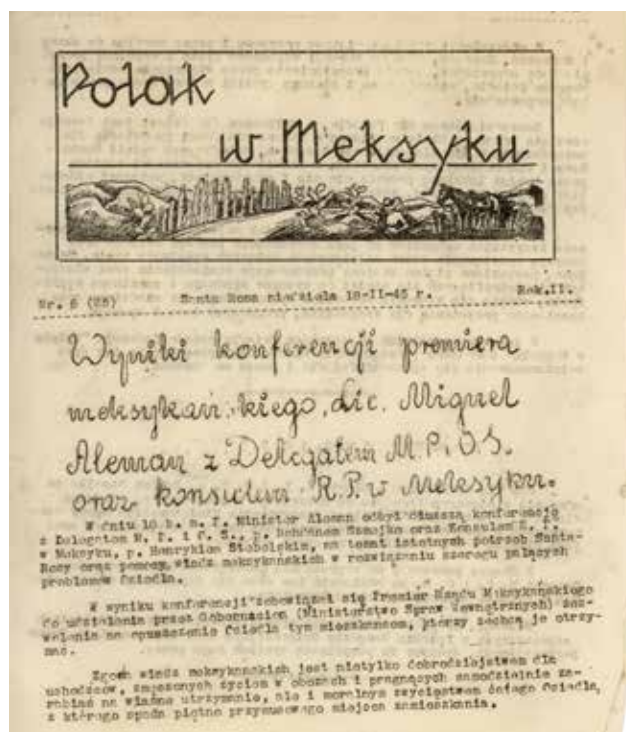 Polak
w Meksyku
Nr. 6 (28) Santa Rosa niedziela 18-II-45 r. Rok.II.
Wyniki konferencji premiera
meksykańskiego, Lic. Miguel
Aleman z Delegatem M.P.i O.S.
oraz konsulem R.P. w Meksyku.
W dniu 10 b. m. P. Minister Aleman odbył dłuższą konferencję
z Delegatem M. P. i O. S., p. Bohdanem Szmejko oraz Konsulem R. P.
w Meksyku, p. Henrykiem Stebelskim, na temat istotnych potrzeb Santa-
Rosy oraz pomocy władz meksykańskich w rozwiązaniu szeregu palących
problemów Osiedla.
W wyniku konferencji zobowiązał się Premier Rządu Meksykańskiego
do udzielenia przez Gobernacion (Ministerstwo Spraw Wewnętrznych) zez-
wolenia na opuszczenie Osiedla tym mieszkańcom, którzy zechcą je otrzy-
mać.
Zgoda władz meksykańskich jest nietylko dobrodziejstwem dla
uchodźców, zmęczonych życiem w obozach i pragnących samodzielnie za-
rabiać na własne utrzymanie, ale i moralnym zwycięstwem całego Osiedla,
z którego spada piętno przymusowego miejsca zamieszkania.